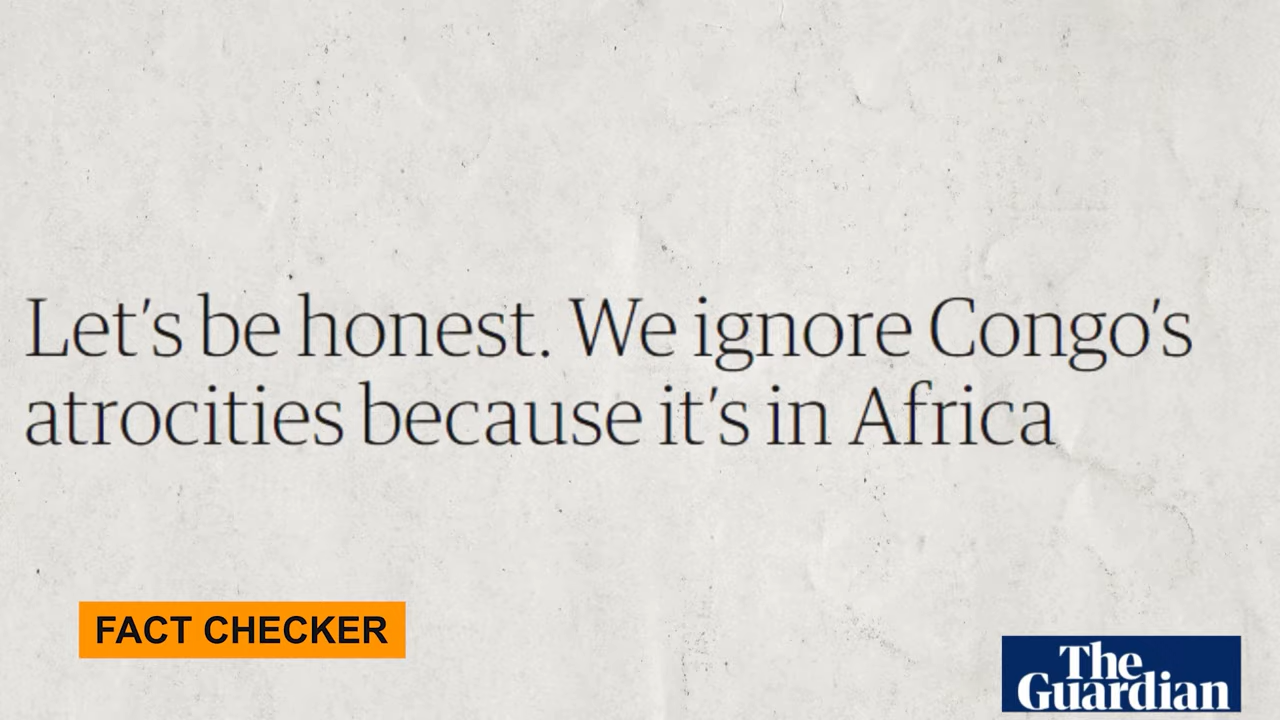 Let's be honest. We ignore Congo's
atrocities because it's in Africa
FACT CHECKER
The
Guardian